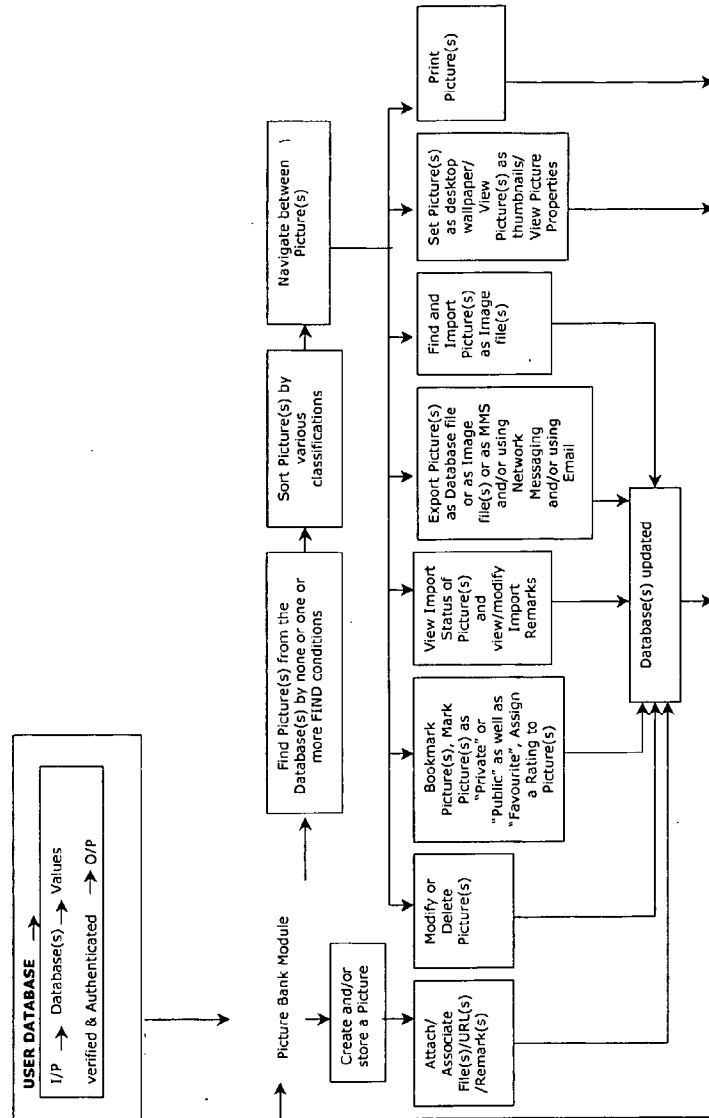 USER DATABASE
I/P → Database(s) → Values
verified & Authenticated → O/P
Picture Bank Module
Find Picture(s) from the
Database(s) by none or one or
more FIND conditions
Sort Picture(s) by
various
classifications
Navigate between
Picture(s)
Create and/or
store a Picture
Attach/
Associate
File(s)/URL(s)
/Remark(s)
Modify or
Delete
Picture(s)
Bookmark
Picture(s), Mark
Picture(s) as
"Private" or
"Public" as well as
"Favourite", Assign
a Rating to
Picture(s)
View Import
Status of
Picture(s)
and
view/modify
Import
Remarks
Export Picture(s)
as Database file
or as Image
file(s) or as MMS
and/or using
Network
Messaging
and/or using
Email
Find and
Import
Picture(s)
as Image
file(s)
Set Picture(s)
as desktop
wallpaper/
View
Picture(s) as
thumbnails/
View Picture
Properties
Print
Picture(s)
Database(s) updated